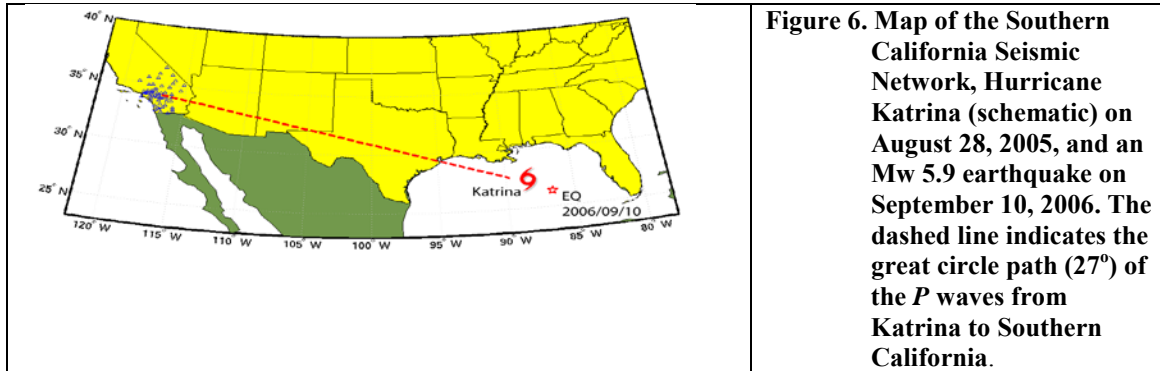 40° N
35° N
30° N
25° N
120° W
115° W
110° W
105° W
100° W
95° W
90° W
85° W
80° W
Katrina
EQ
2006/09/10
Figure 6. Map of the Southern
California Seismic
Network, Hurricane
Katrina (schematic) on
August 28, 2005, and an
Mw 5.9 earthquake on
September 10, 2006. The
dashed line indicates the
great circle path (27°) of
the P waves from
Katrina to Southern
California.